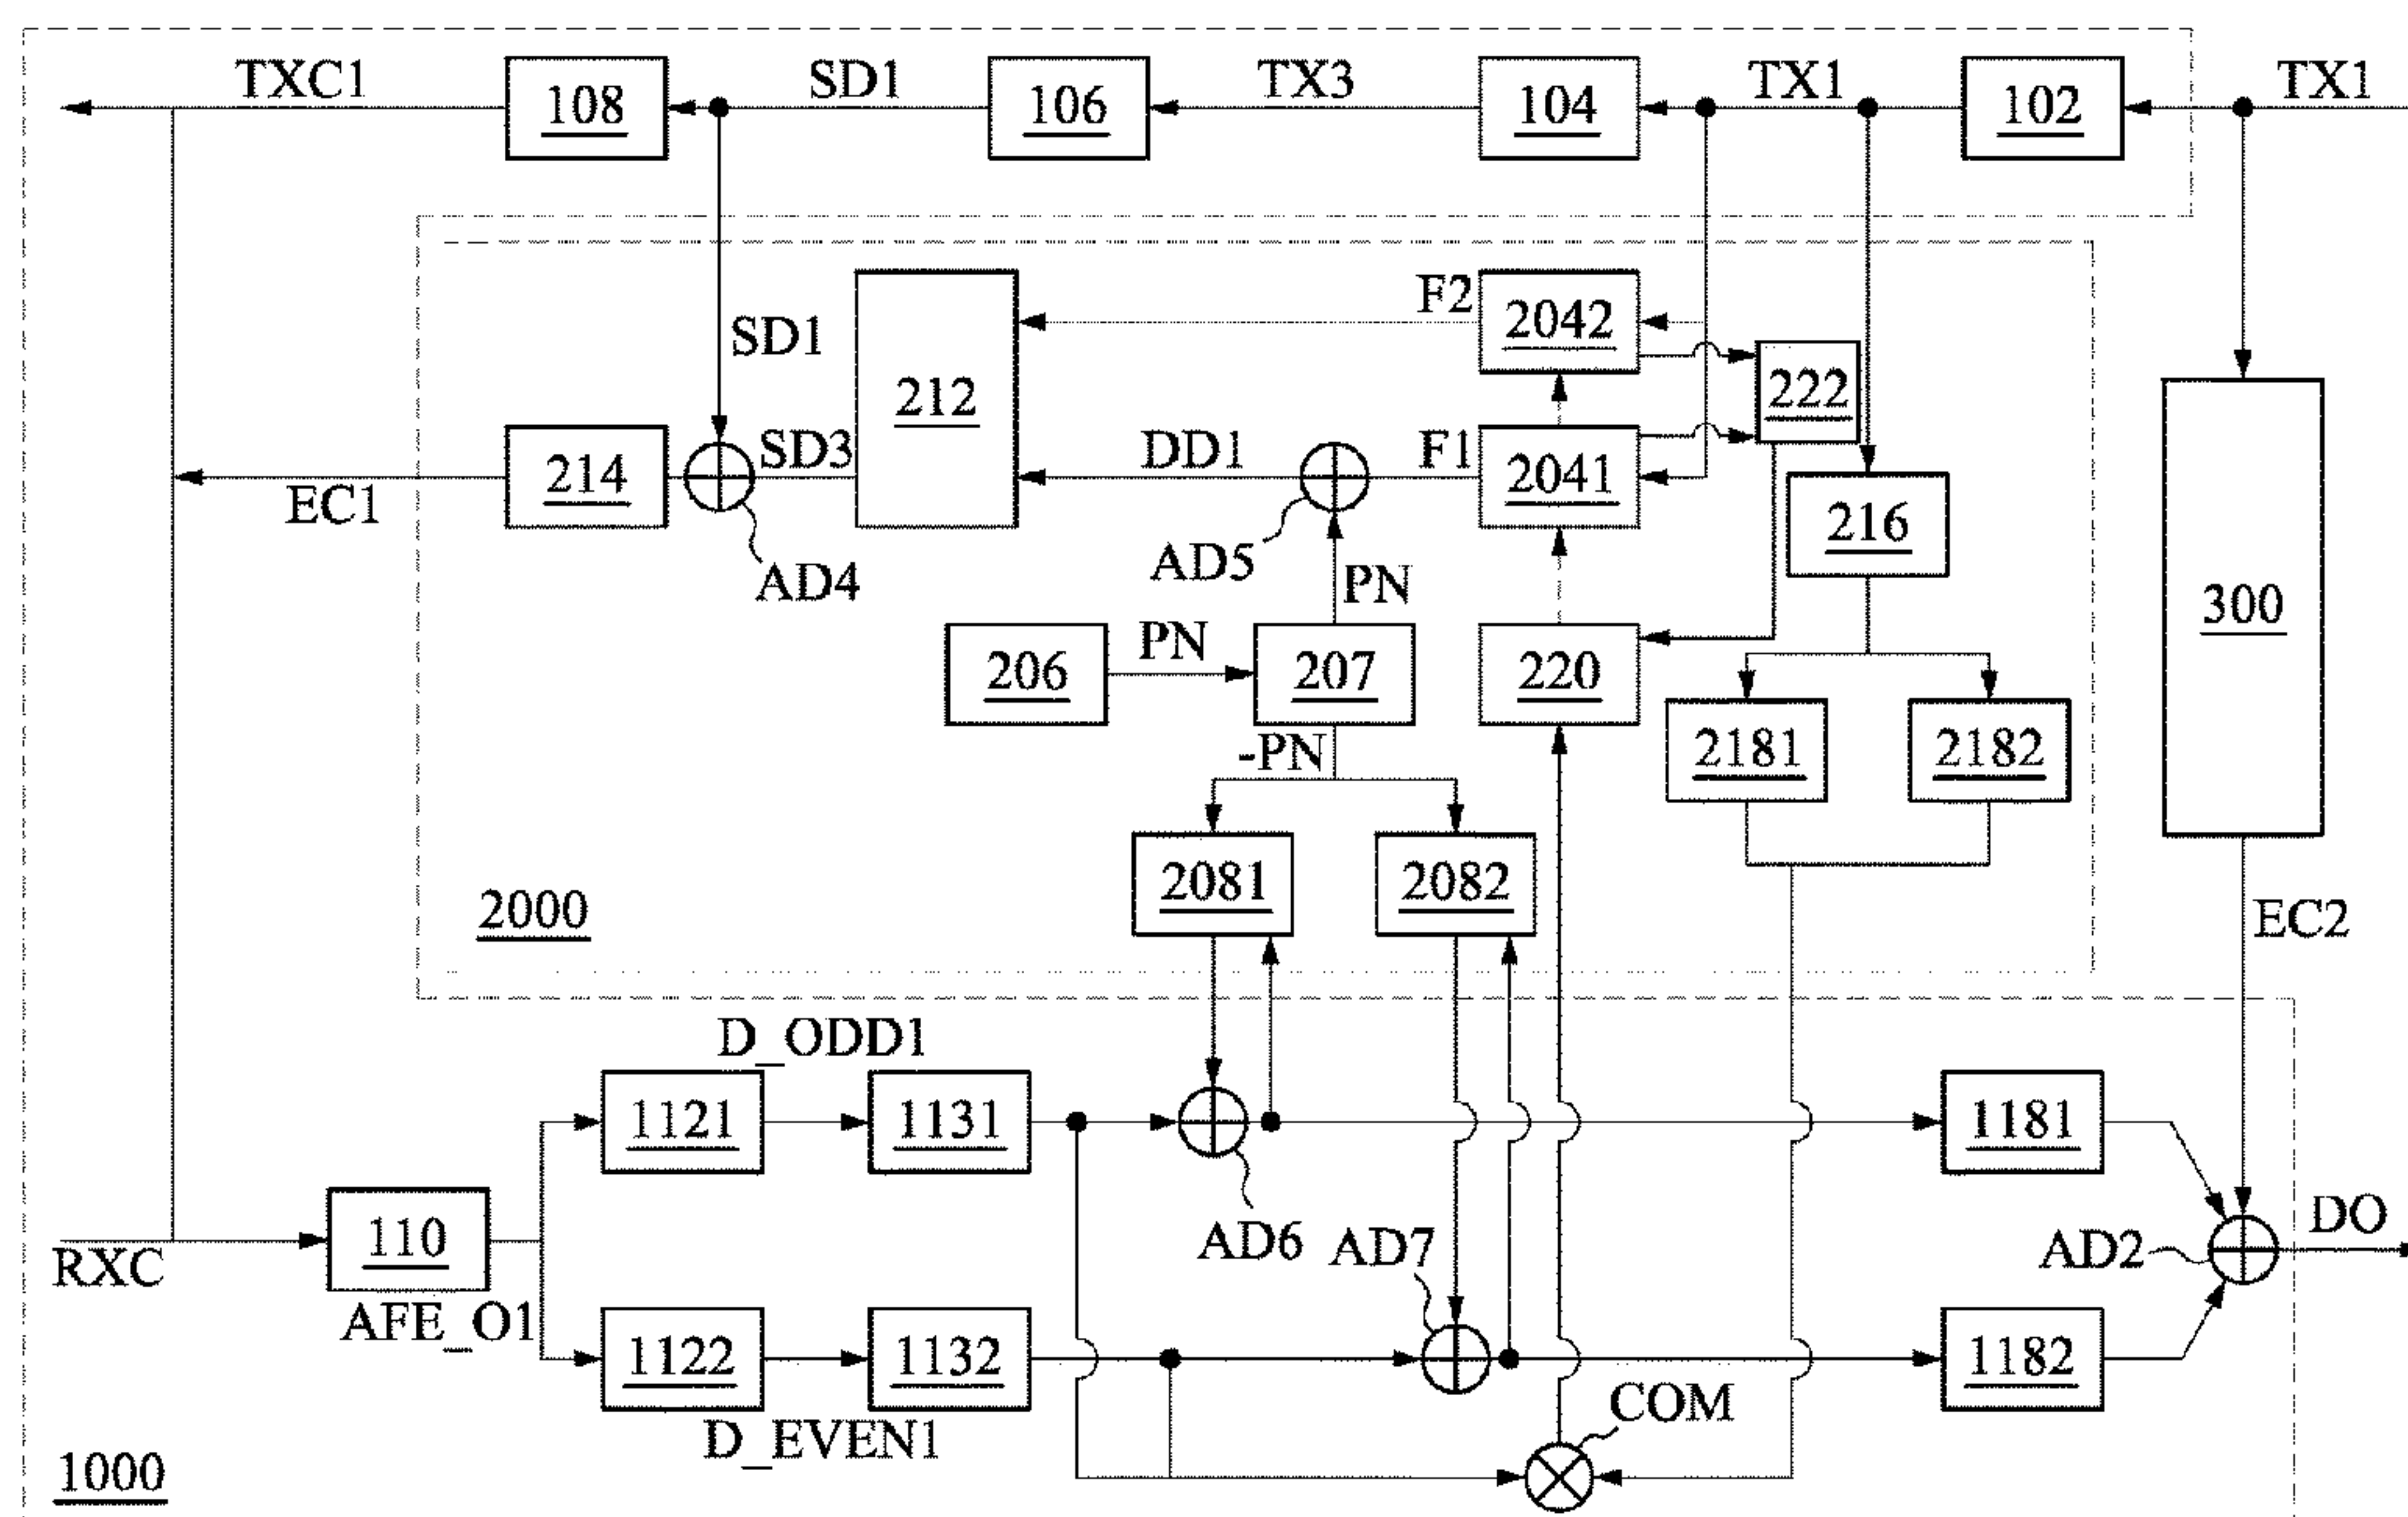 TXC1
108
SD1
106
TX3
104
TX1
102
TX1
F2
2042
SD1
212
222
SD3
DD1
F1
2041
214
EC1
AD4
AD5
216
PN
300
206
PN
207
220
-PN
2181
2182
2081
2082
2000
EC2
D_ODD1
1121
1131
1181
AD6
AD7
AD2
DO
110
RXC
AFE_O1
1122
1132
1182
D_EVEN1
COM
1000